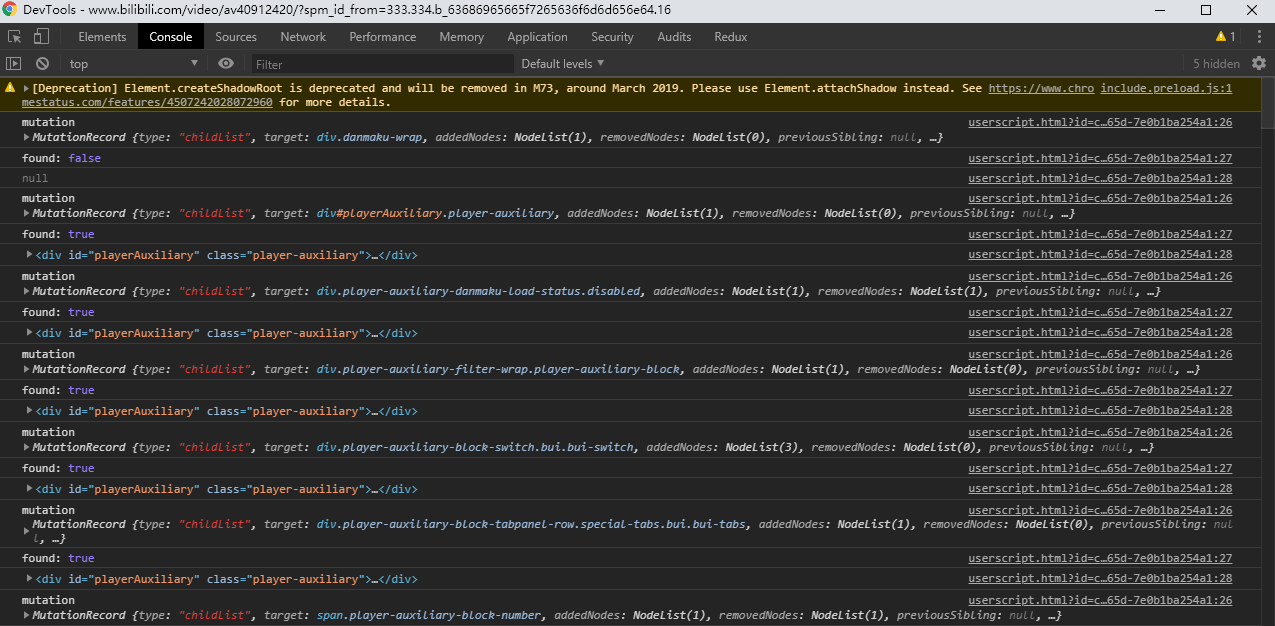 DevTools - www.bilibili.com/video/av40912420/?spm_id_from=333.334.b_63686965665f7265636f6d6d656e64.16
Elements Console Sources Network Performance Memory Application Security Audits Redux 1
top Filter Default levels 5 hidden
[Deprecation] Element.createShadowRoot is deprecated and will be removed in M73, around March 2019. Please use Element.attachShadow instead. See https://www.chro include.preload.js:1
mestatus.com/features/4507242028072960 for more details.
mutation userscript.html?id=c…65d-7e0b1ba254a1:26
MutationRecord {type: "childList", target: div.danmaku-wrap, addedNodes: NodeList(1), removedNodes: NodeList(0), previousSibling: null, …}
found: false userscript.html?id=c…65d-7e0b1ba254a1:27
null userscript.html?id=c…65d-7e0b1ba254a1:28
mutation userscript.html?id=c…65d-7e0b1ba254a1:26
MutationRecord {type: "childList", target: div#playerAuxiliary.player-auxiliary, addedNodes: NodeList(1), removedNodes: NodeList(0), previousSibling: null, …}
found: true userscript.html?id=c…65d-7e0b1ba254a1:27
<div id="playerAuxiliary" class="player-auxiliary">…</div> userscript.html?id=c…65d-7e0b1ba254a1:28
mutation userscript.html?id=c…65d-7e0b1ba254a1:26
MutationRecord {type: "childList", target: div.player-auxiliary-danmaku-load-status.disabled, addedNodes: NodeList(1), removedNodes: NodeList(1), previousSibling: null, …}
found: true userscript.html?id=c…65d-7e0b1ba254a1:27
<div id="playerAuxiliary" class="player-auxiliary">…</div> userscript.html?id=c…65d-7e0b1ba254a1:28
mutation userscript.html?id=c…65d-7e0b1ba254a1:26
MutationRecord {type: "childList", target: div.player-auxiliary-filter-wrap.player-auxiliary-block, addedNodes: NodeList(1), removedNodes: NodeList(0), previousSibling: null, …}
found: true userscript.html?id=c…65d-7e0b1ba254a1:27
<div id="playerAuxiliary" class="player-auxiliary">…</div> userscript.html?id=c…65d-7e0b1ba254a1:28
mutation userscript.html?id=c…65d-7e0b1ba254a1:26
MutationRecord {type: "childList", target: div.player-auxiliary-block-switch.bui.bui-switch, addedNodes: NodeList(3), removedNodes: NodeList(0), previousSibling: null, …}
found: true userscript.html?id=c…65d-7e0b1ba254a1:27
<div id="playerAuxiliary" class="player-auxiliary">…</div> userscript.html?id=c…65d-7e0b1ba254a1:28
mutation userscript.html?id=c…65d-7e0b1ba254a1:26
MutationRecord {type: "childList", target: div.player-auxiliary-block-tabpanel-row.special-tabs.bui.bui-tabs, addedNodes: NodeList(1), removedNodes: NodeList(0), previousSibling: nul
l, …}
found: true userscript.html?id=c…65d-7e0b1ba254a1:27
<div id="playerAuxiliary" class="player-auxiliary">…</div> userscript.html?id=c…65d-7e0b1ba254a1:28
mutation userscript.html?id=c…65d-7e0b1ba254a1:26
MutationRecord {type: "childList", target: span.player-auxiliary-block-number, addedNodes: NodeList(1), removedNodes: NodeList(1), previousSibling: null, …}